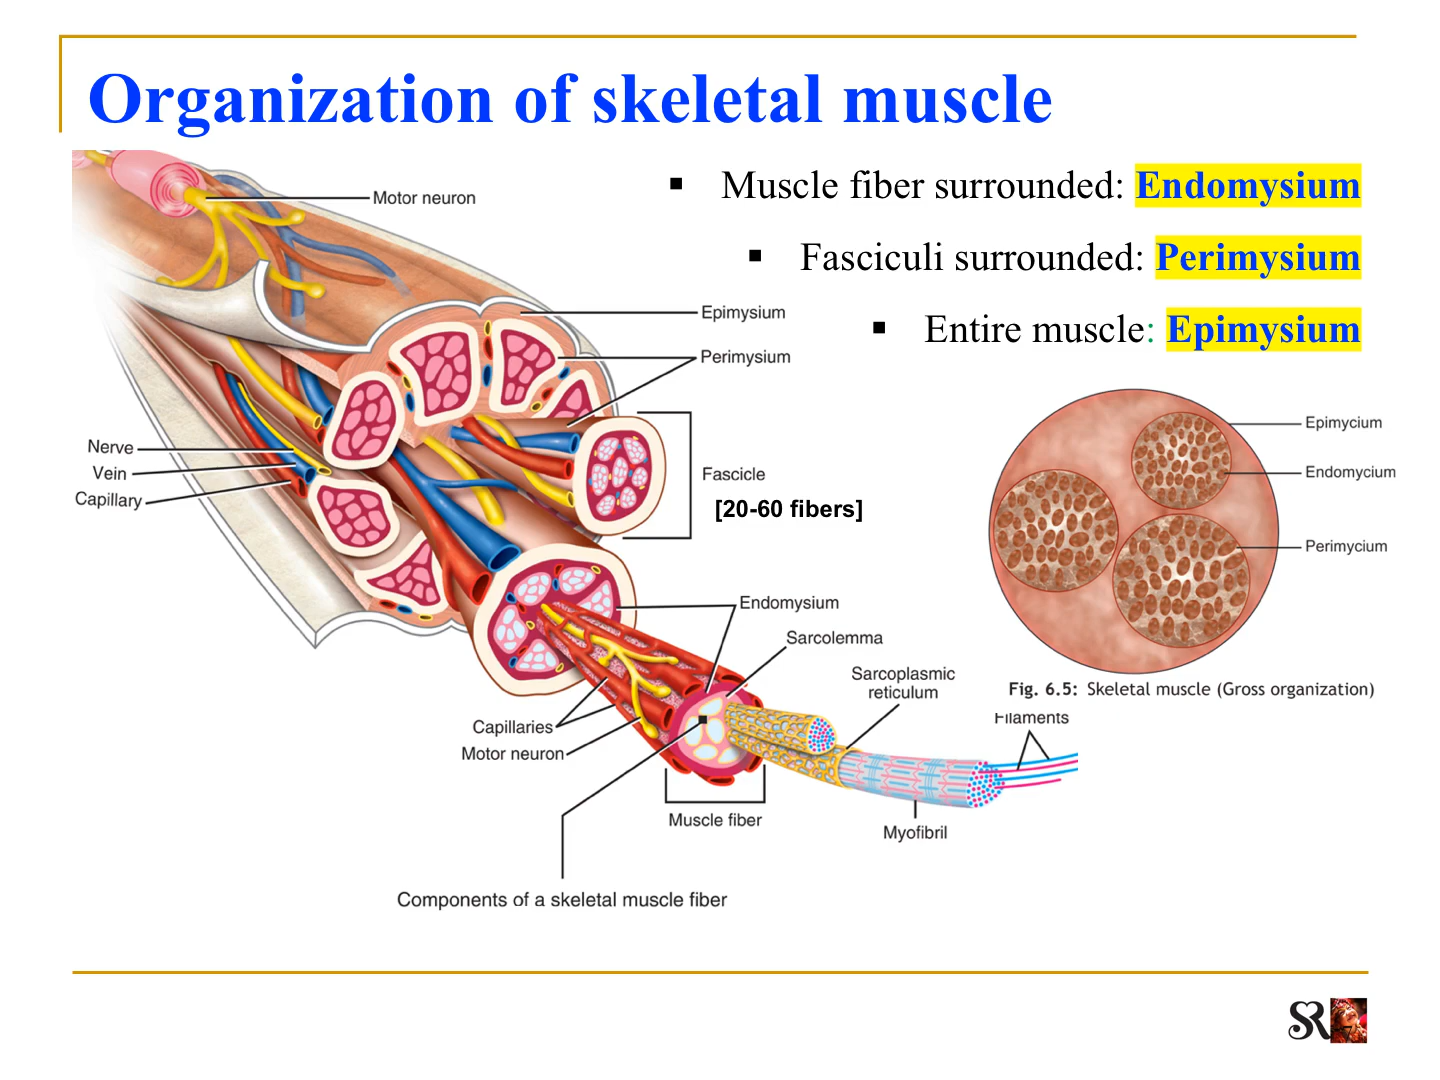 Organization of skeletal muscle
▪ Muscle fiber surrounded: Endomysium
▪ Fasciculi surrounded: Perimysium
▪ Entire muscle: Epimysium
Motor neuron
Epimysium
Perimysium
Nerve
Vein
Capillary
Fascicle
[20-60 fibers]
Endomysium
Sarcolemma
Sarcoplasmic
reticulum
Capillaries
Motor neuron
Muscle fiber
Filaments
Myofibril
Components of a skeletal muscle fiber
Epimycium
Endomycium
Perimycium
Fig. 6.5: Skeletal muscle (Gross organization)
SR